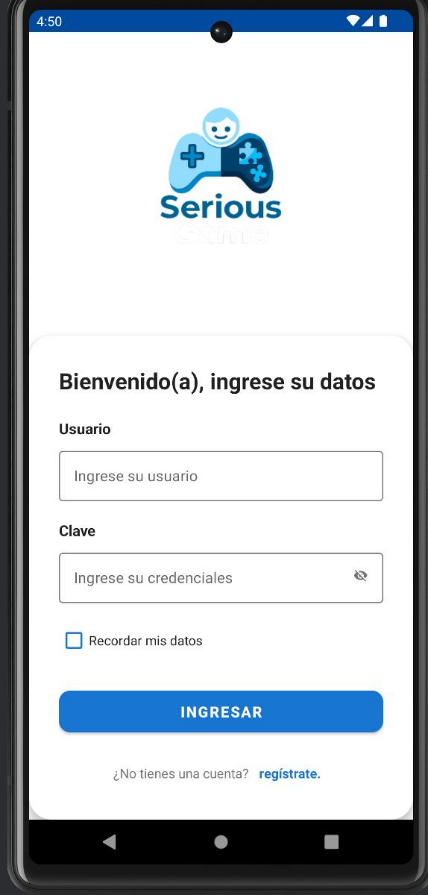 4:50
Serious
Game
Bienvenido(a), ingrese su datos
Usuario
Ingrese su usuario
Clave
Ingrese su credenciales
Recordar mis datos
INGRESAR
¿No tienes una cuenta? regístrate.